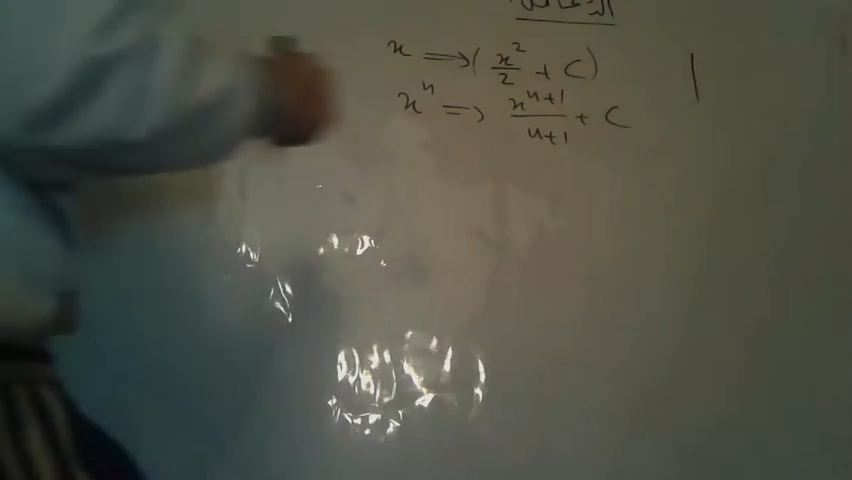 x ⟹ ( x²/2 + C )
xⁿ ⟹ xⁿ⁺¹/n+1 + C